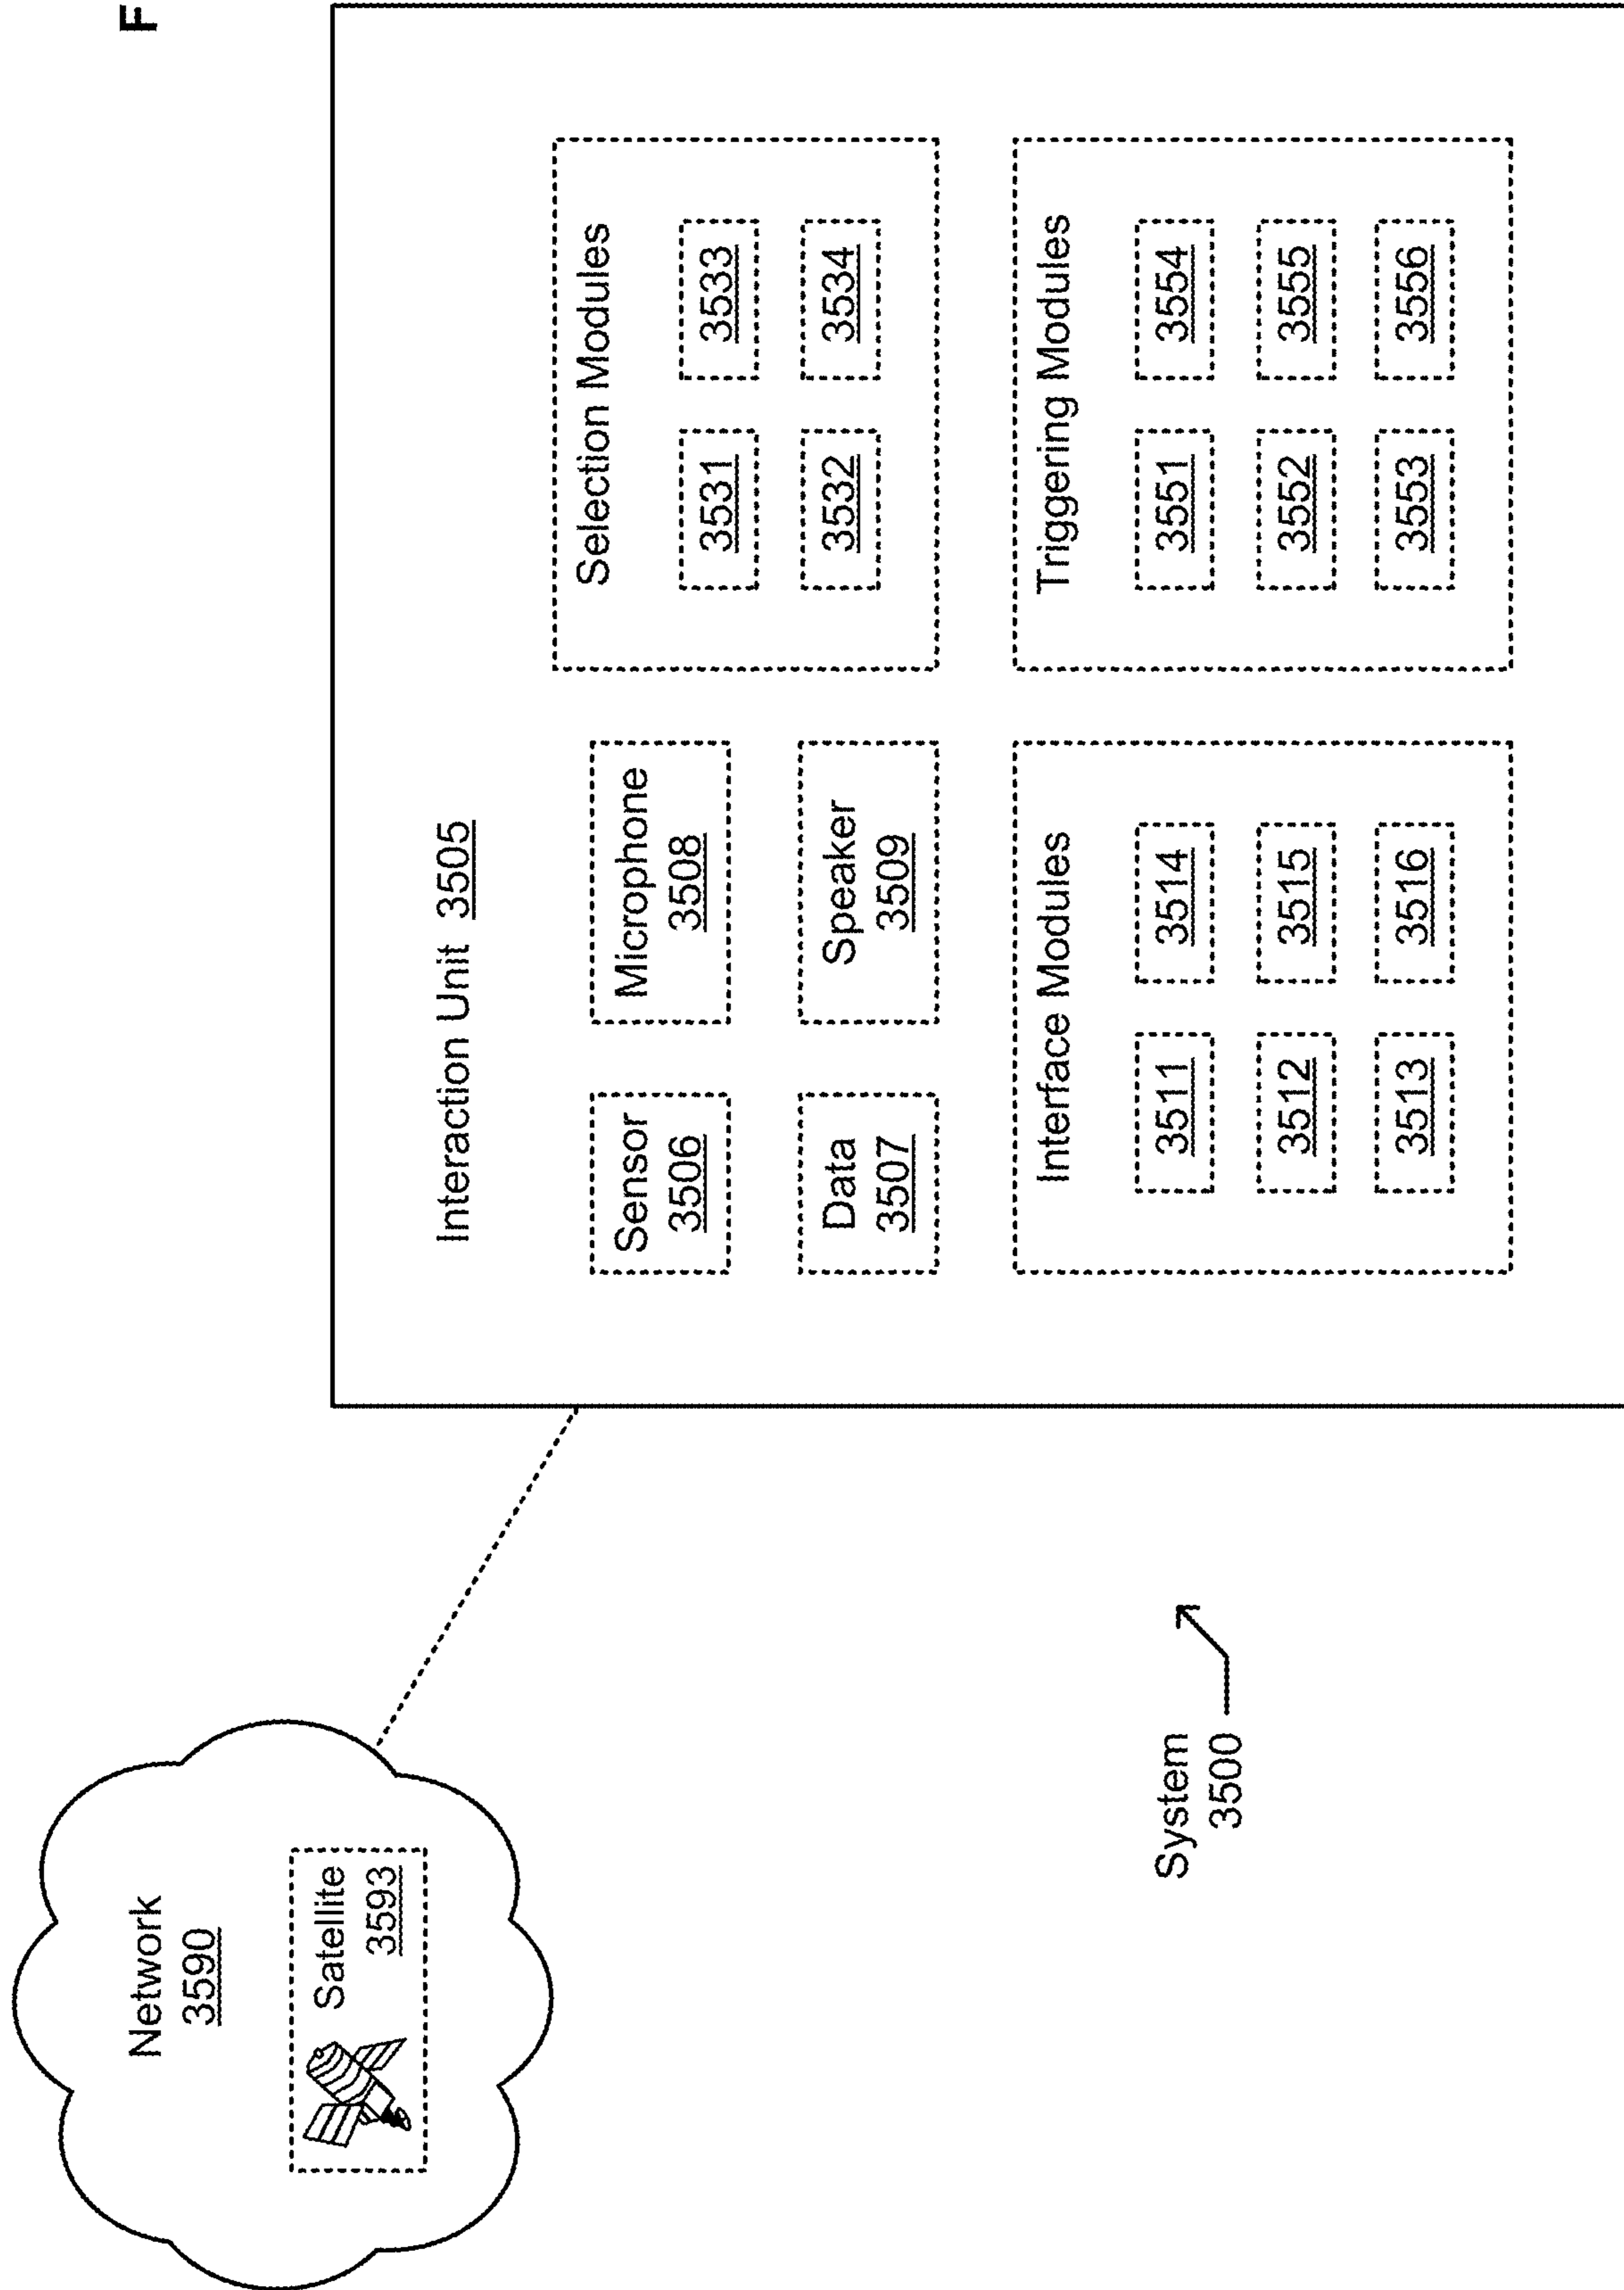 F
Network
3590
Satellite
3593
System
3500
Interaction Unit 3505
Sensor
3506
Microphone
3508
Data
3507
Speaker
3509
Selection Modules
3531 3533
3532 3534
Interface Modules
3511 3514
3512 3515
3513 3516
Triggering Modules
3551 3554
3552 3555
3553 3556